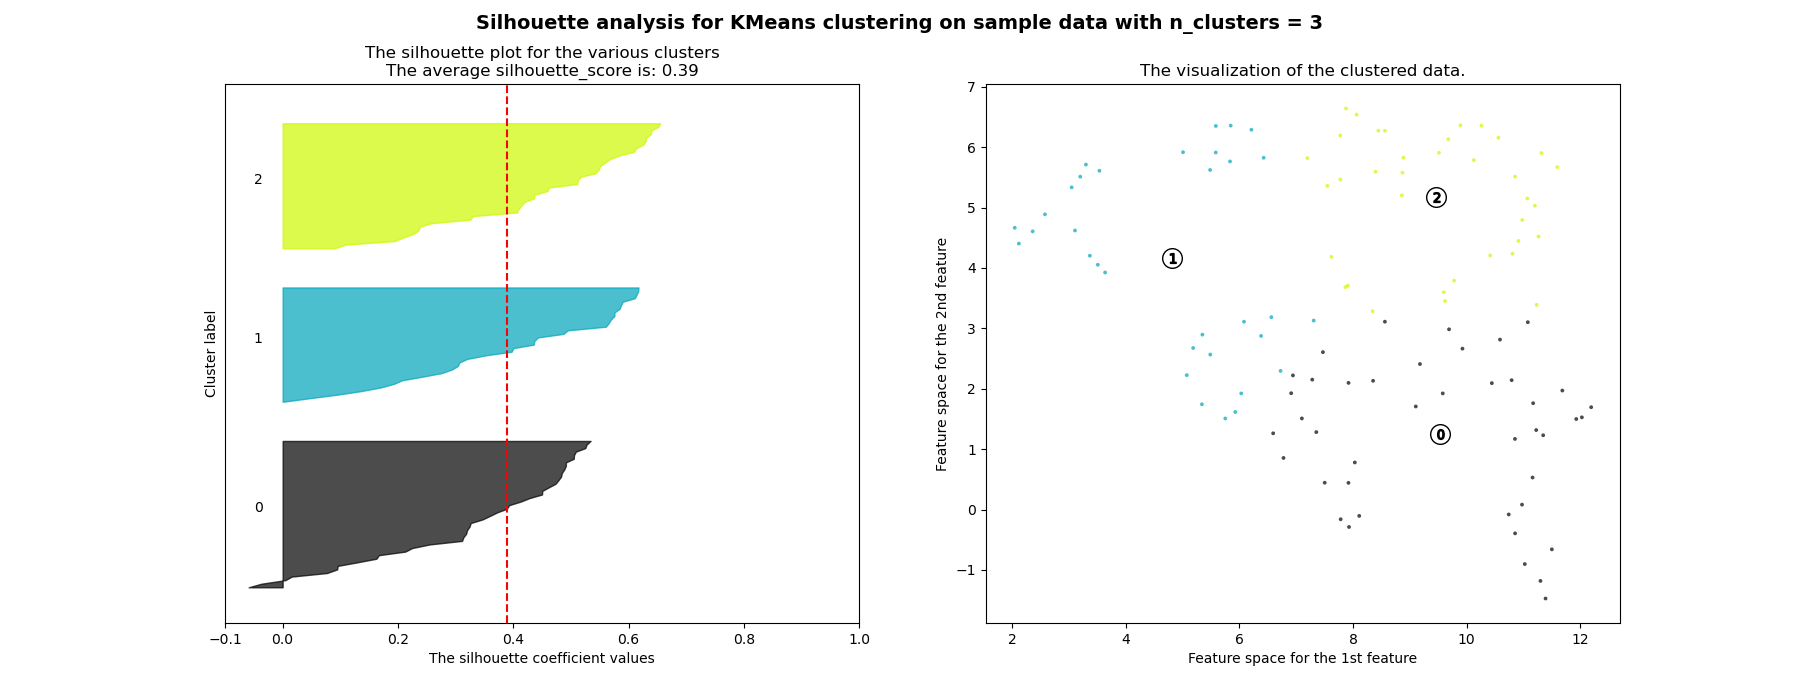 Silhouette analysis for KMeans clustering on sample data with n_clusters = 3
The silhouette plot for the various clusters
The average silhouette_score is: 0.39
2
1
0
Cluster label
−0.1 0.0 0.2 0.4 0.6 0.8 1.0
The silhouette coefficient values
The visualization of the clustered data.
7
6
5
4
3
2
1
0
−1
Feature space for the 2nd feature
2
1
0
2 4 6 8 10 12
Feature space for the 1st feature